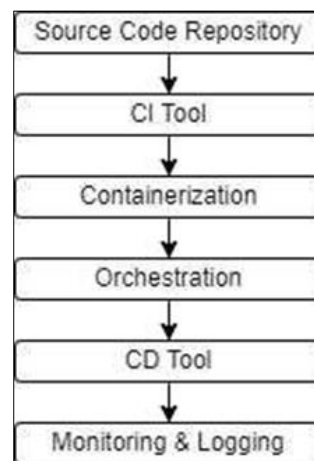 Source Code Repository
CI Tool
Containerization
Orchestration
CD Tool
Monitoring & Logging